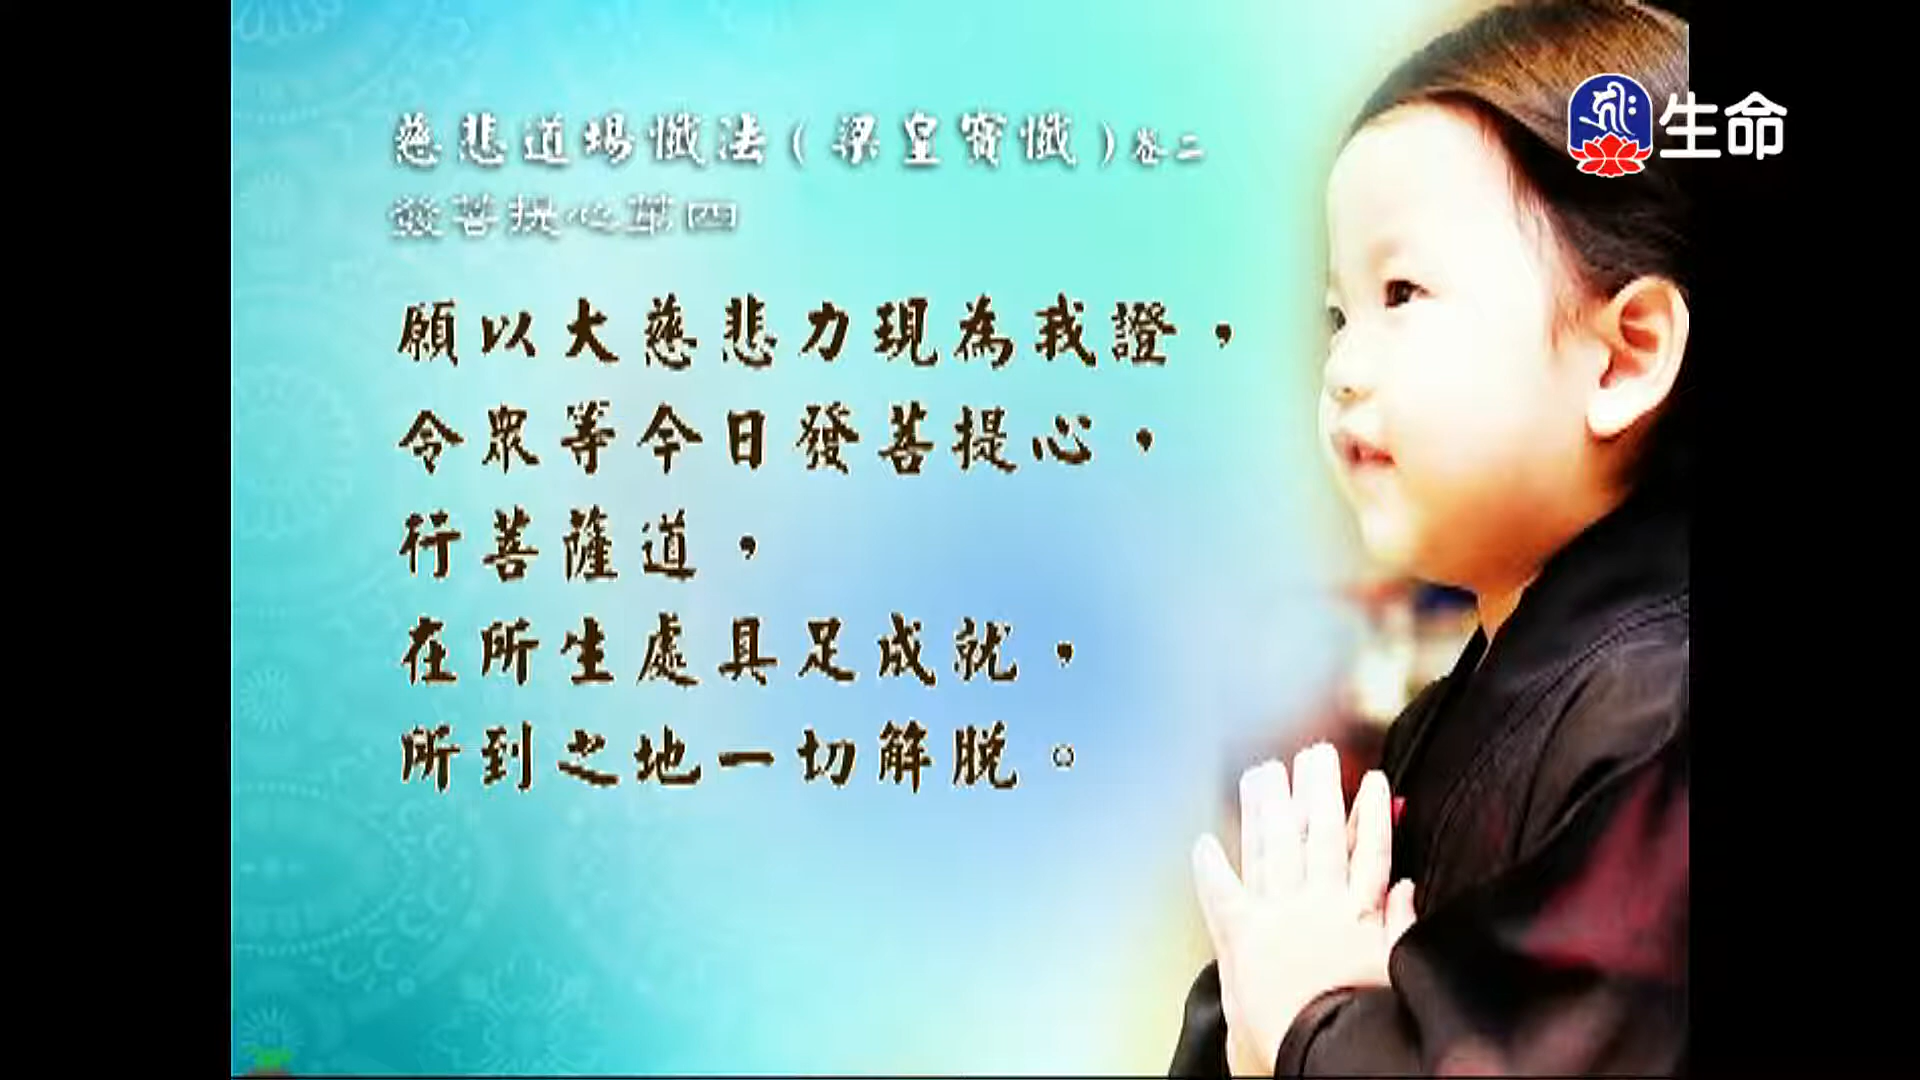 慈悲道場懺法(梁皇寶懺)卷二
發菩提心第四
願以大慈悲力現為我證，
令眾等今日發菩提心，
行菩薩道，
在所生處具足成就，
所到之地一切解脫。
生命